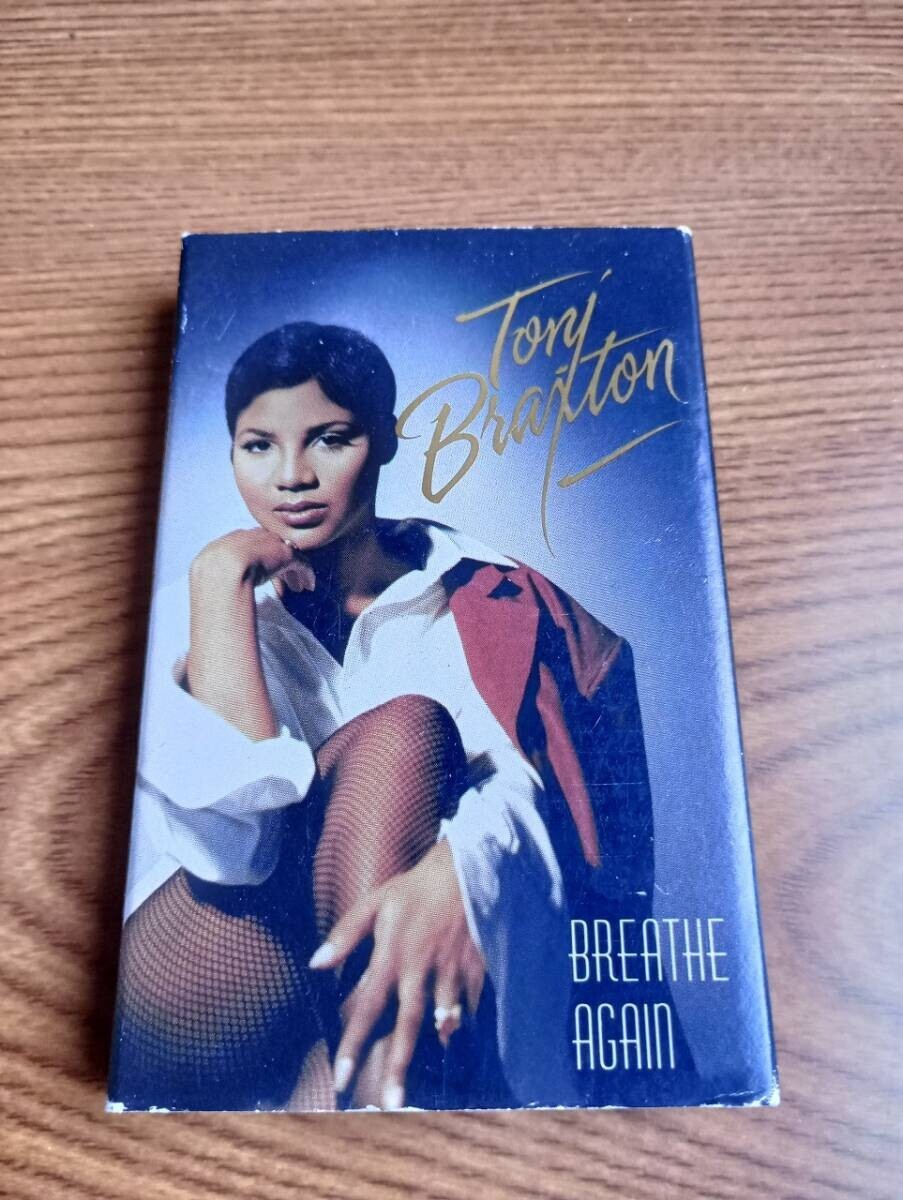 Toni
Braxton
BREATHE
AGAIN